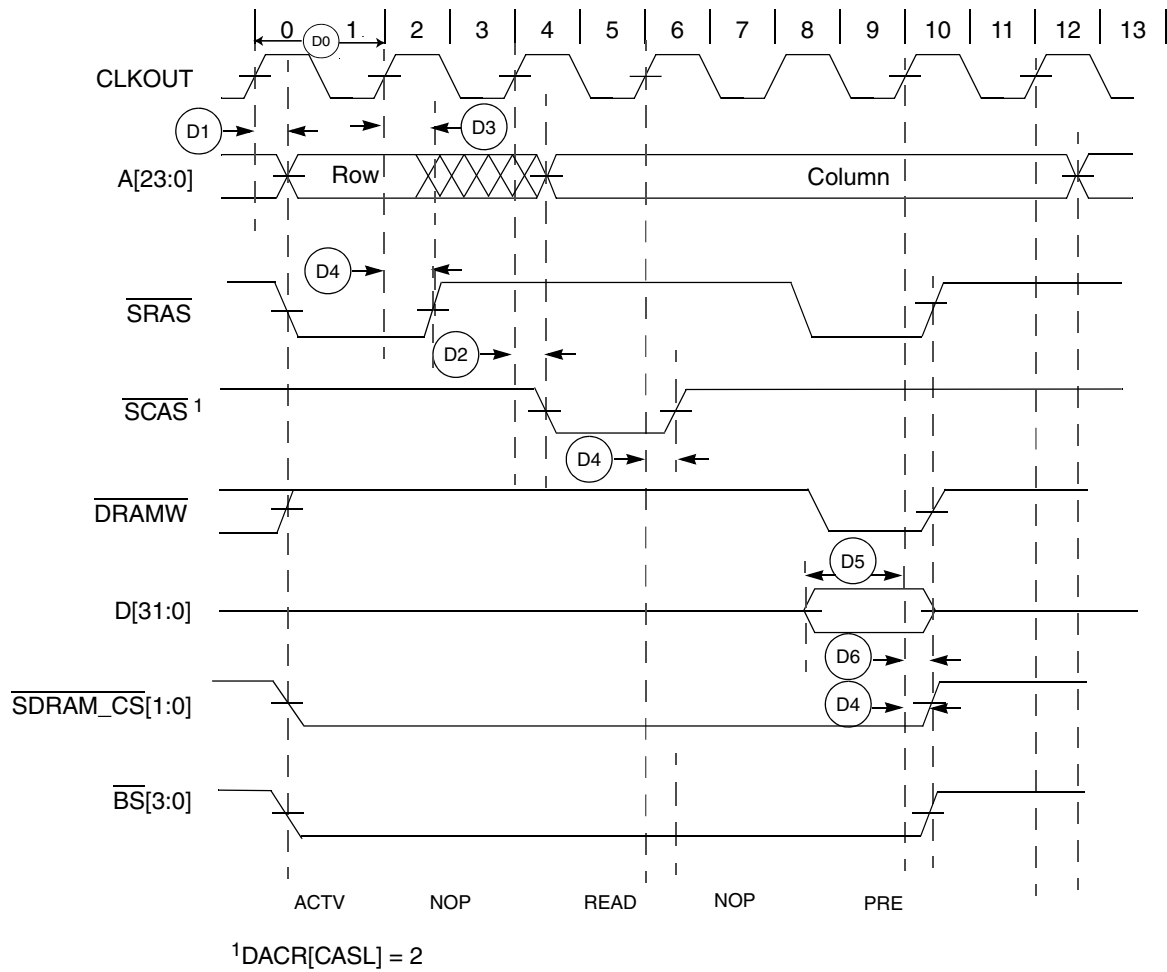 0 1 2 3 4 5 6 7 8 9 10 11 12 13
D0
CLKOUT
D1
D3
A[23:0]
Row
Column
D4
SRAS
D2
SCAS 1
D4
DRAMW
D5
D[31:0]
D6
SDRAM_CS[1:0]
D4
BS[3:0]
ACTV NOP READ NOP PRE
1DACR[CASL] = 2